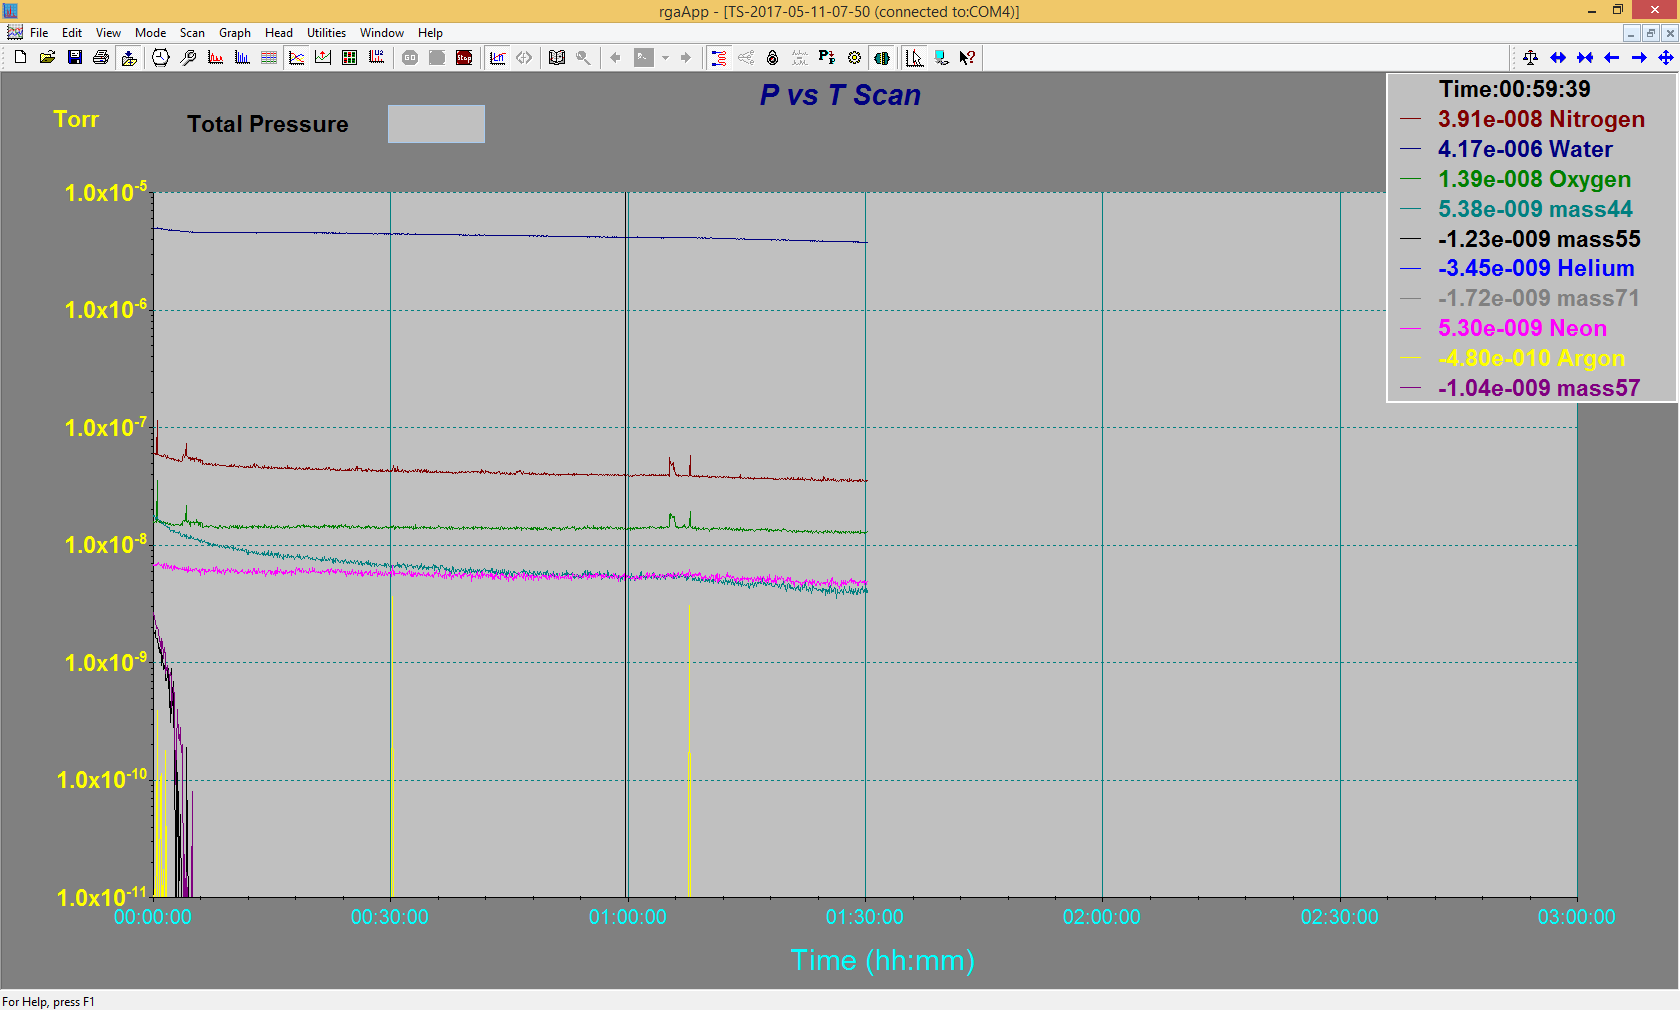 rgaApp - [TS-2017-05-11-07-50 (connected to:COM4)]
File Edit View Mode Scan Graph Head Utilities Window Help
P vs T Scan
Torr
Total Pressure
Time:00:59:39
3.91e-008 Nitrogen
4.17e-006 Water
1.39e-008 Oxygen
5.38e-009 mass44
-1.23e-009 mass55
-3.45e-009 Helium
-1.72e-009 mass71
5.30e-009 Neon
-4.80e-010 Argon
-1.04e-009 mass57
1.0x10-5
1.0x10-6
1.0x10-7
1.0x10-8
1.0x10-9
1.0x10-10
1.0x10-11
00:00:00 00:30:00 01:00:00 01:30:00 02:00:00 02:30:00 03:00:00
Time (hh:mm)
For Help, press F1